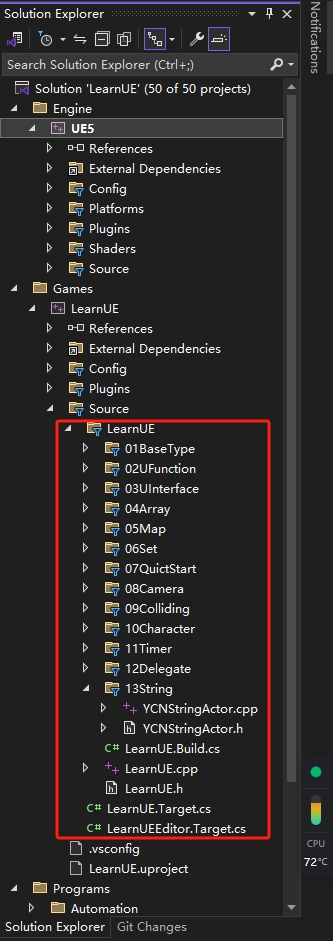 Solution Explorer
Notifications
Search Solution Explorer (Ctrl+;)
Solution 'LearnUE' (50 of 50 projects)
Engine
UE5
References
External Dependencies
Config
Platforms
Plugins
Shaders
Source
Games
LearnUE
References
External Dependencies
Config
Plugins
Source
LearnUE
01BaseType
02UFunction
03UInterface
04Array
05Map
06Set
07QuictStart
08Camera
09Colliding
10Character
11Timer
12Delegate
13String
YCNStringActor.cpp
YCNStringActor.h
C# LearnUE.Build.cs
LearnUE.cpp
LearnUE.h
C# LearnUE.Target.cs
C# LearnUEEditor.Target.cs
.vsconfig
LearnUE.uproject
Programs
Automation
Solution Explorer Git Changes
CPU
72°C